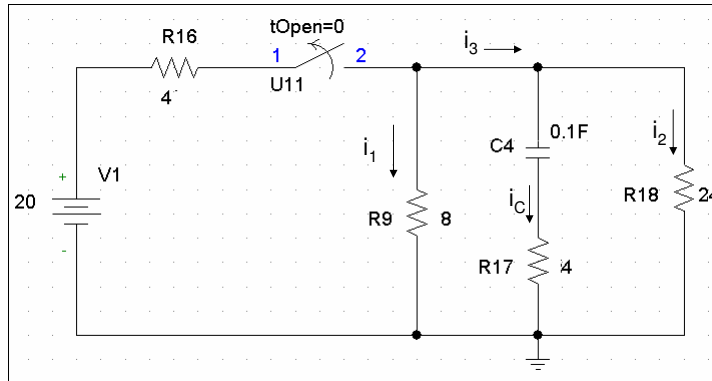 R16
4
tOpen=0
1
2
U11
i3
+
V1
20
-
i1
R9
8
C4
0.1F
iC
R17
4
i2
R18
24